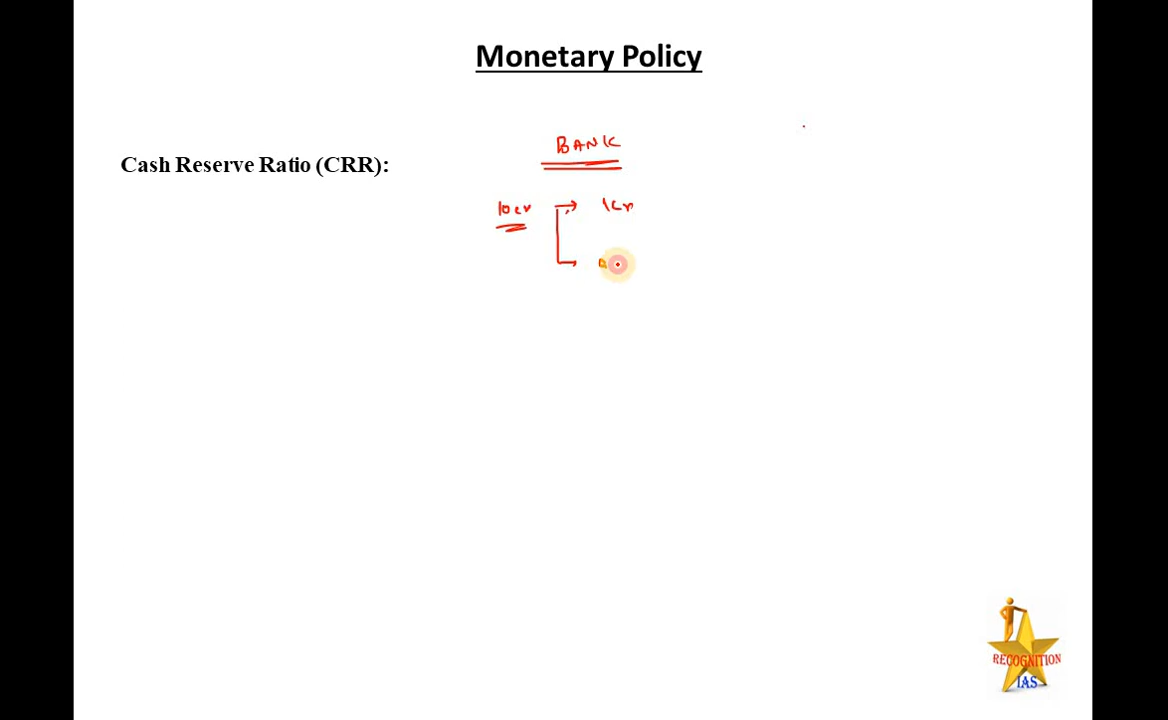 Monetary Policy
BANK
Cash Reserve Ratio (CRR):
10cr → 1cr
RECOGNITION
IAS